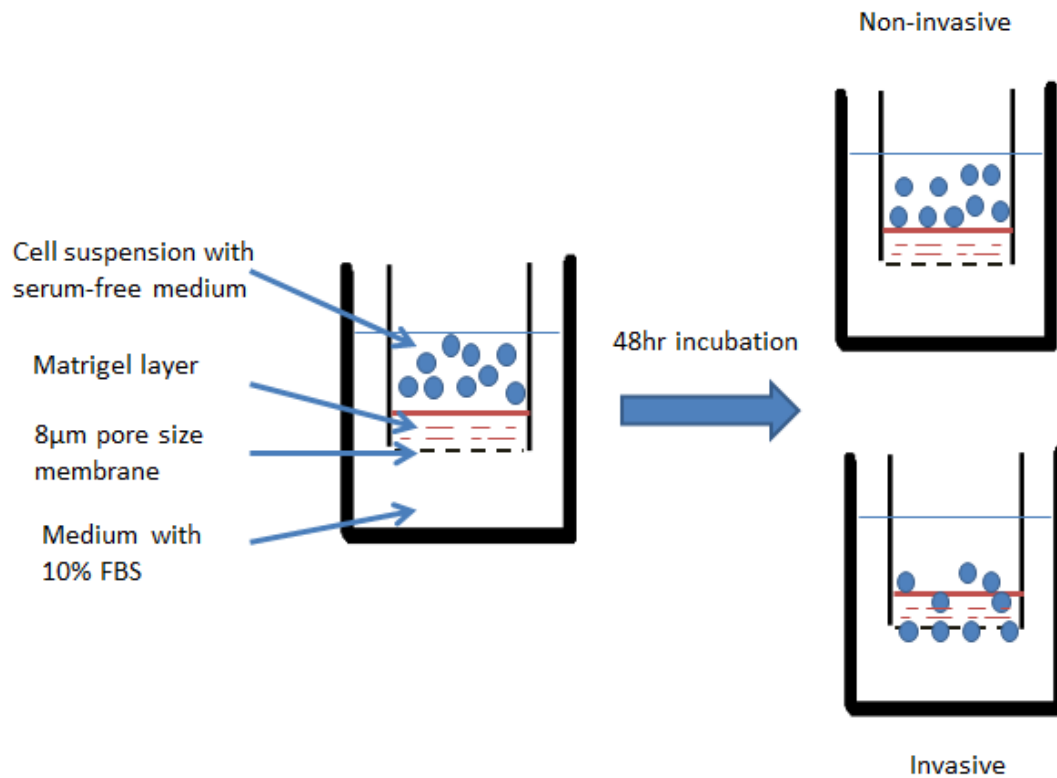 Non-invasive
Cell suspension with
serum-free medium
Matrigel layer
8µm pore size
membrane
Medium with
10% FBS
48hr incubation
Invasive